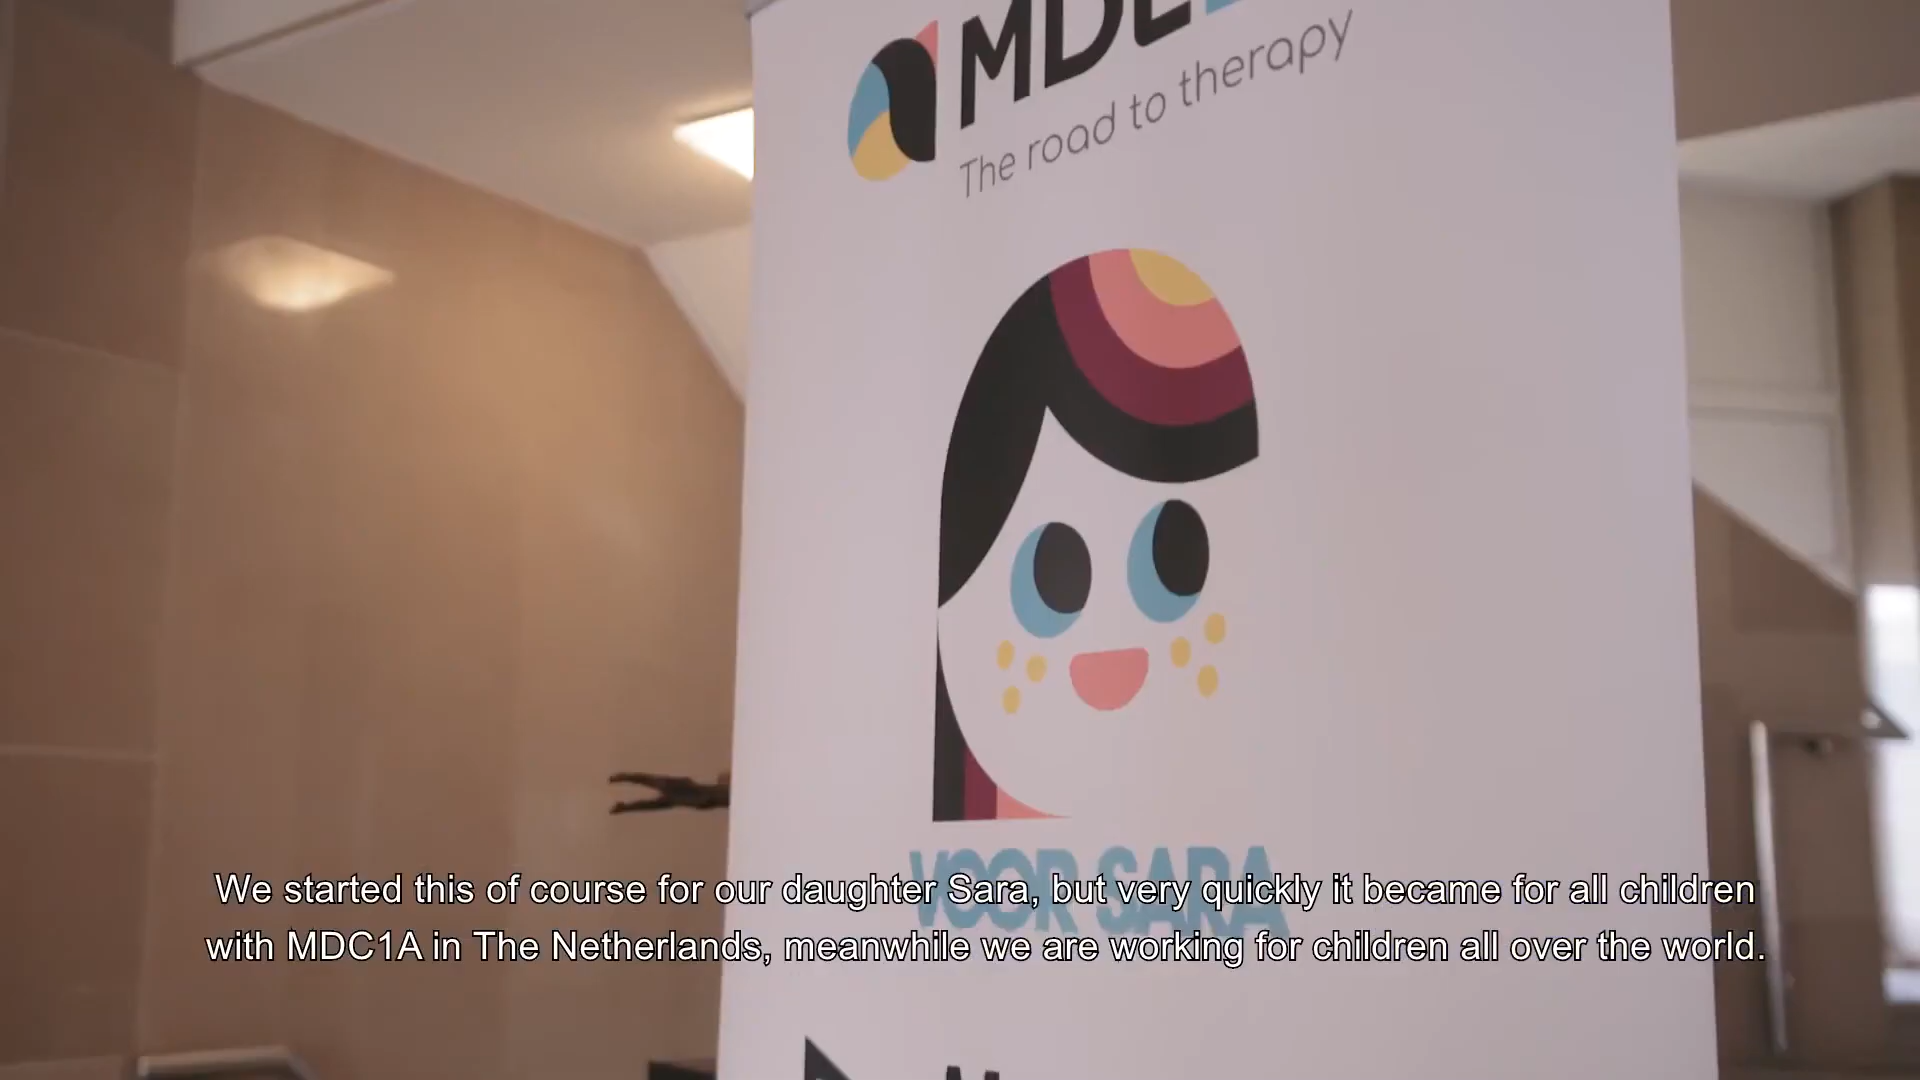 The road to therapy
VOOR SARA
We started this of course for our daughter Sara, but very quickly it became for all children
with MDC1A in The Netherlands, meanwhile we are working for children all over the world.